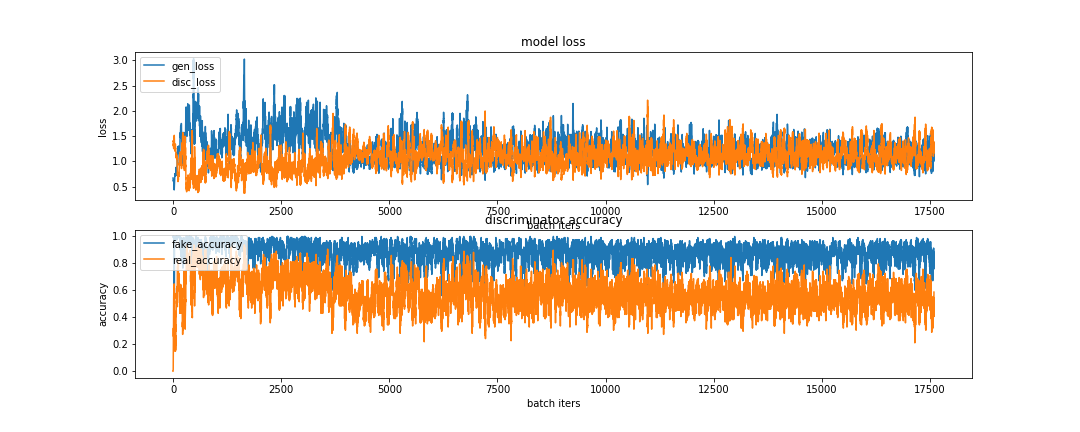 model loss
3.0
2.5
2.0
1.5
1.0
0.5
loss
gen_loss
disc_loss
0 2500 5000 7500 10000 12500 15000 17500
batch iters
discriminator accuracy
1.0
0.8
0.6
0.4
0.2
0.0
accuracy
fake_accuracy
real_accuracy
0 2500 5000 7500 10000 12500 15000 17500
batch iters